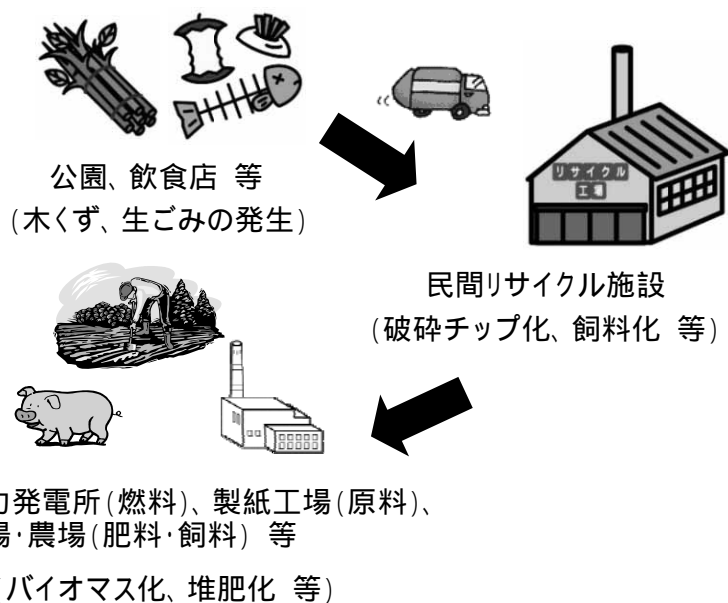 公園、飲食店 等
(木くず、生ごみの発生)
リサイクル
工場
民間リサイクル施設
(破砕チップ化、飼料化 等)
発電所(燃料)、製紙工場(原料)、
場・農場(肥料・飼料) 等
バイオマス化、堆肥化 等)